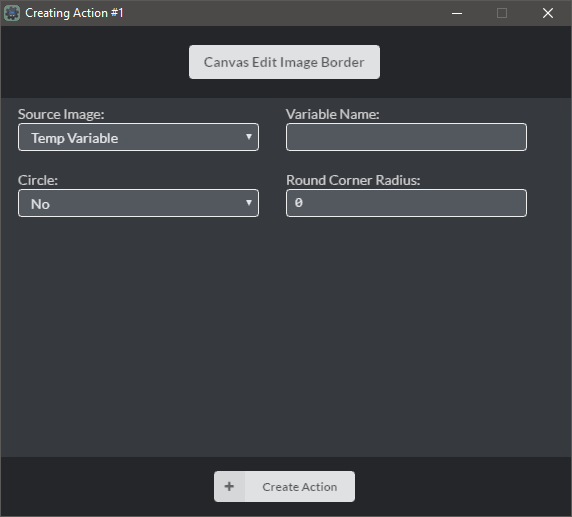 Creating Action #1
Canvas Edit Image Border
Source Image: Variable Name:
Temp Variable
Circle: Round Corner Radius:
No 0
+ Create Action